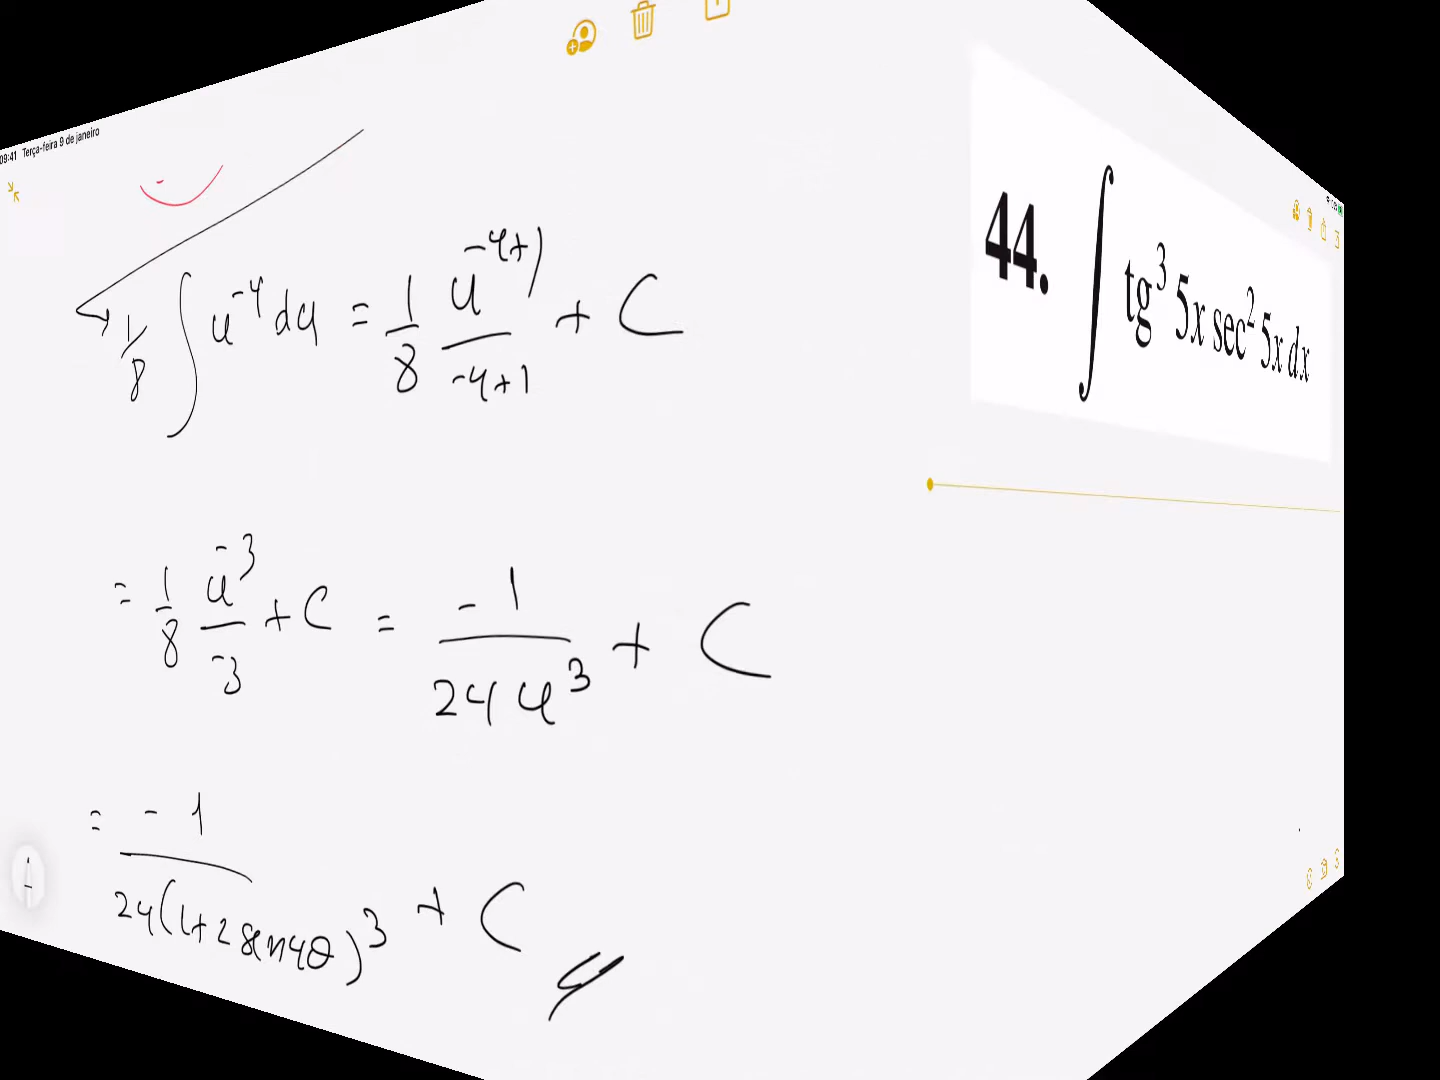 09:41 Terça-feira 9 de janeiro
1/8 ∫ u^-4 du = 1/8 u^-4+1/-4+1 + C
= 1/8 u^-3/-3 + C = -1/24u^3 + C
= -1/24(1+2sen4θ)^3 + C
44. ∫ tg^3 5x sec^2 5x dx